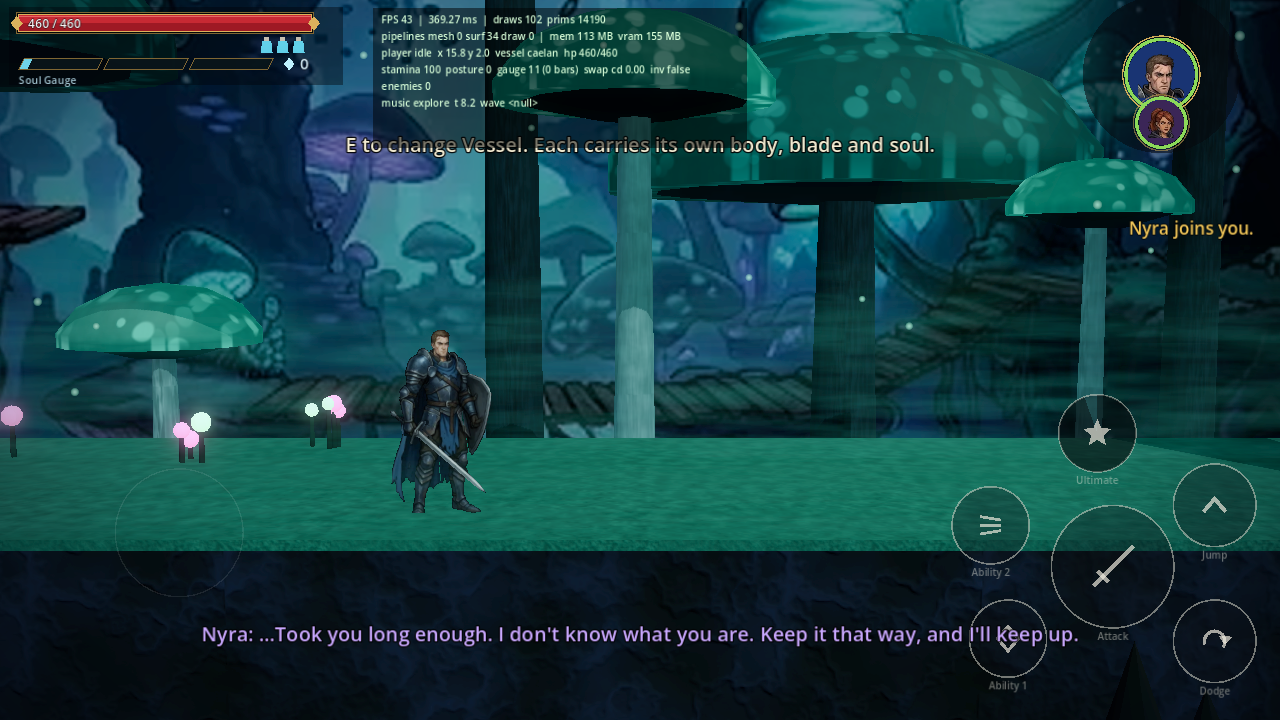 460 / 460
Soul Gauge
0
FPS 43 | 369.27 ms | draws 102 prims 14190
pipelines mesh 0 surf 34 draw 0 | mem 113 MB vram 155 MB
player idle x 15.8 y 2.0 vessel caelan hp 460/460
stamina 100 posture 0 gauge 11 (0 bars) swap cd 0.00 inv false
enemies 0
music explore t 8.2 wave <null>
E to change Vessel. Each carries its own body, blade and soul.
Nyra joins you.
Ultimate
Ability 2
Jump
Nyra: ...Took you long enough. I don't know what you are. Keep it that way, and I'll keep up.
Attack
Ability 1
Dodge